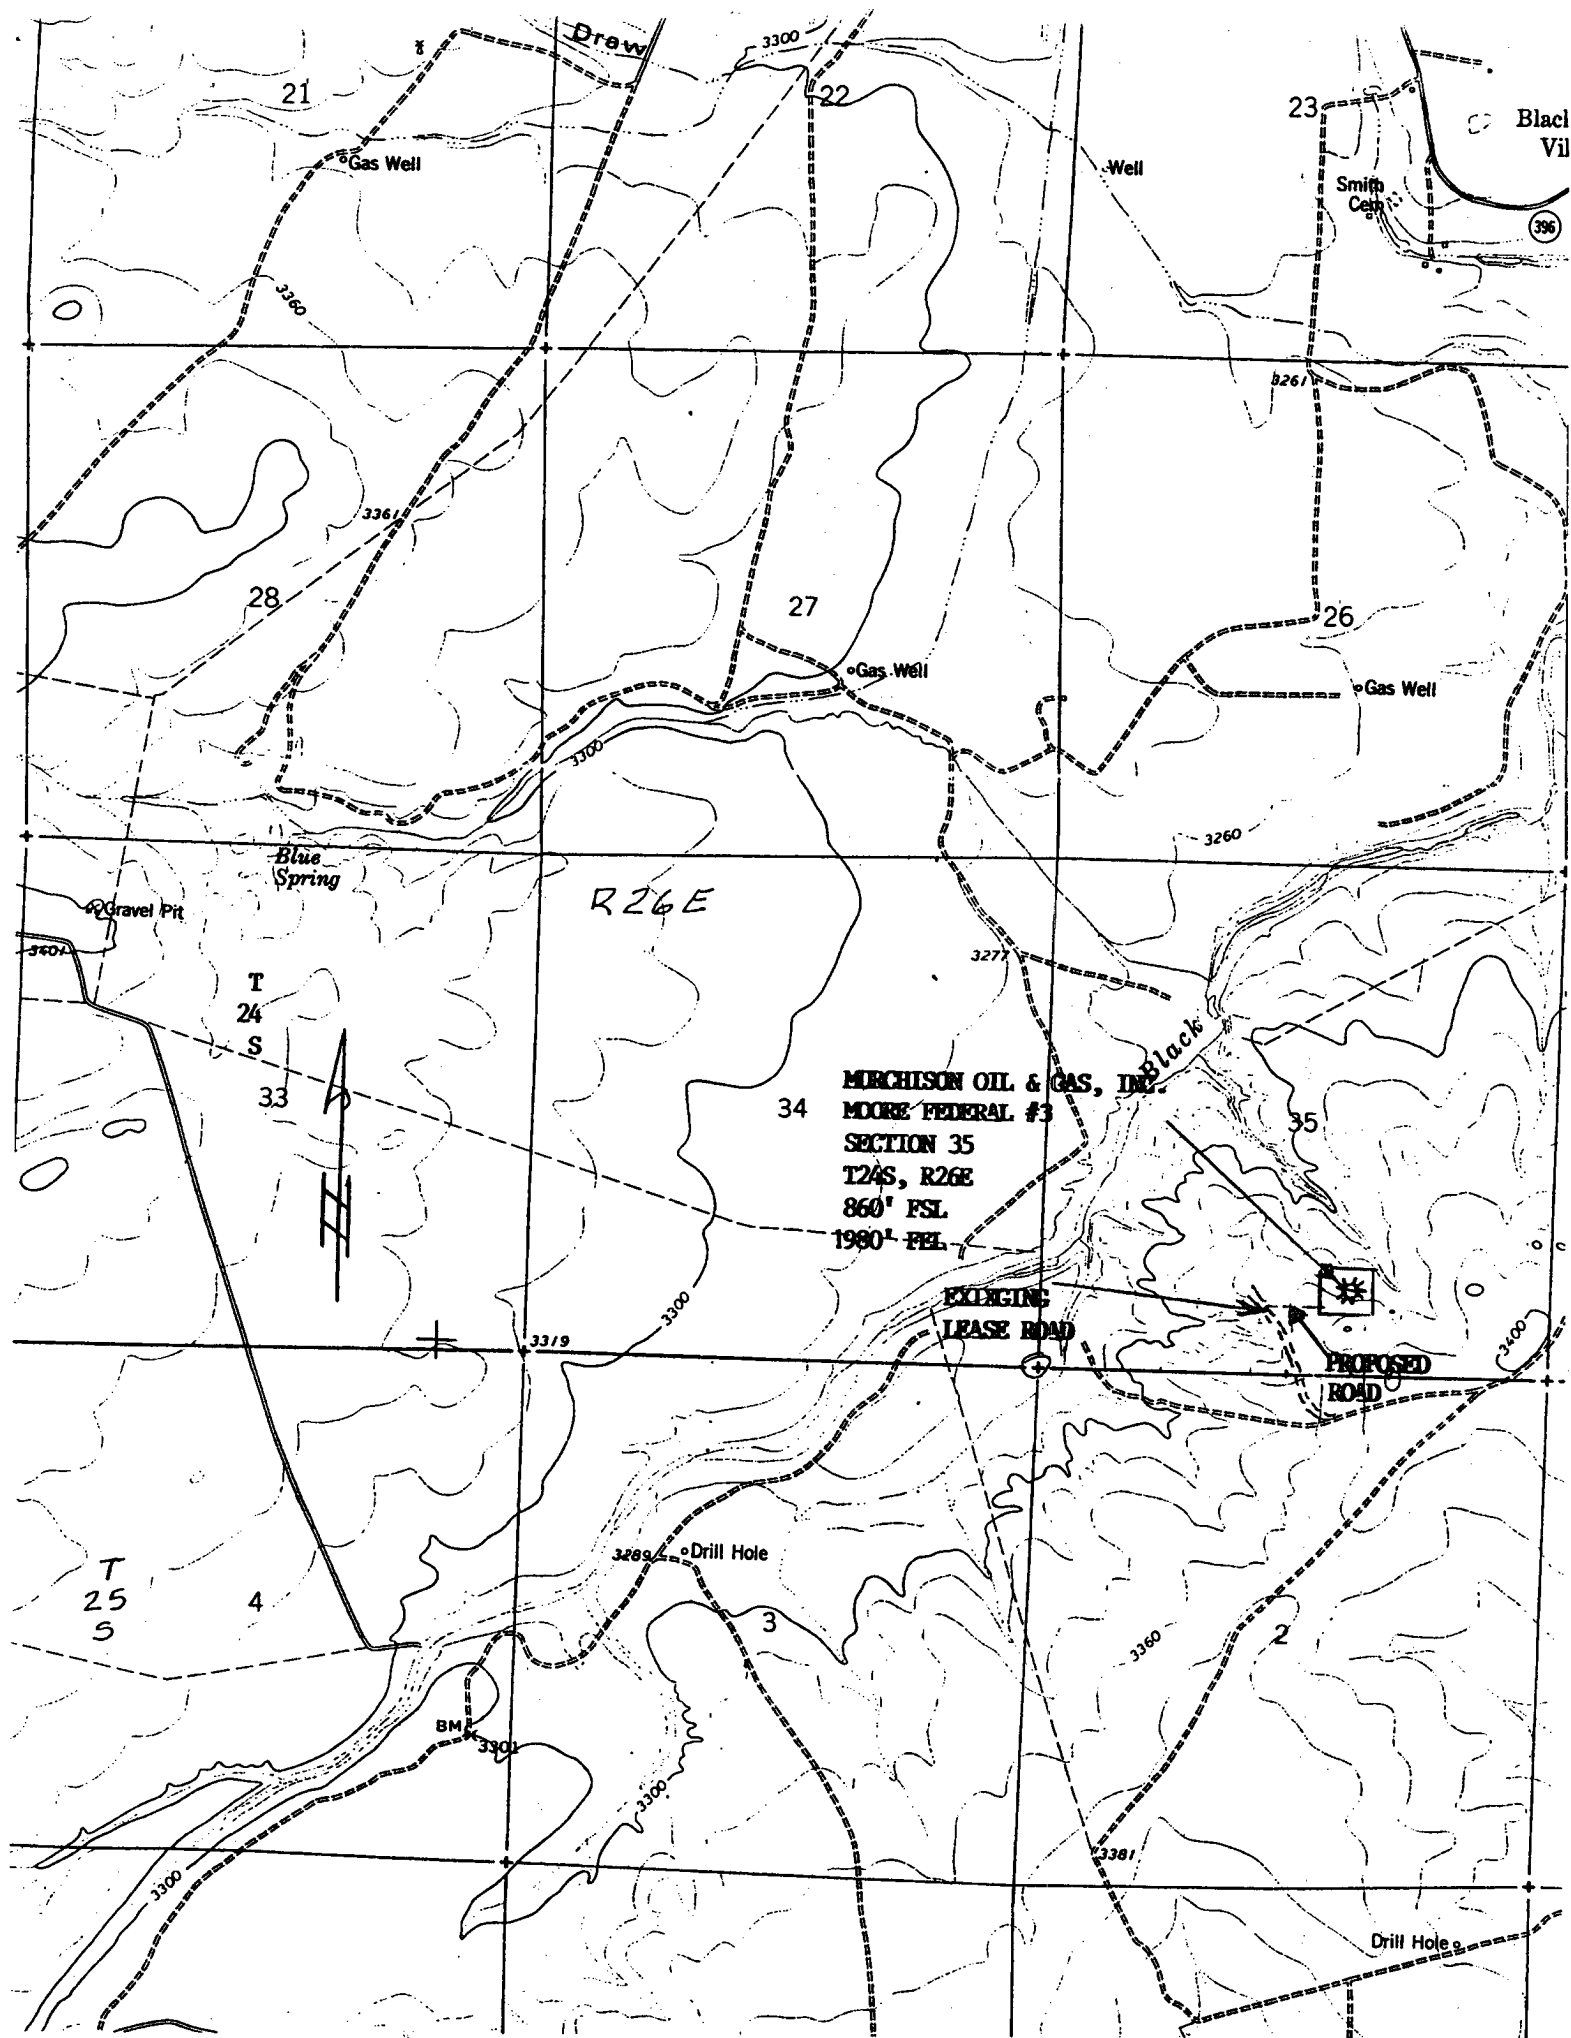 Draw
3300
21
22
23
Blac
Vil
Gas Well
Well
Smith
Cem
396
3360
3261
3361
28
27
26
Gas Well
Gas Well
3300
3260
Blue
Spring
R26E
Gravel Pit
3401
3277
T
24
S
Black
33
34
MURCHISON OIL & GAS, INC.
MOORE FEDERAL #3
SECTION 35
T24S, R26E
860' FSL
1980' FEL
35
3300
LEASE ROAD
3319
3400
PROPOSED
ROAD
3289
Drill Hole
T
25
S
4
3
2
3360
BM
3301
3300
3381
3300
Drill Hole